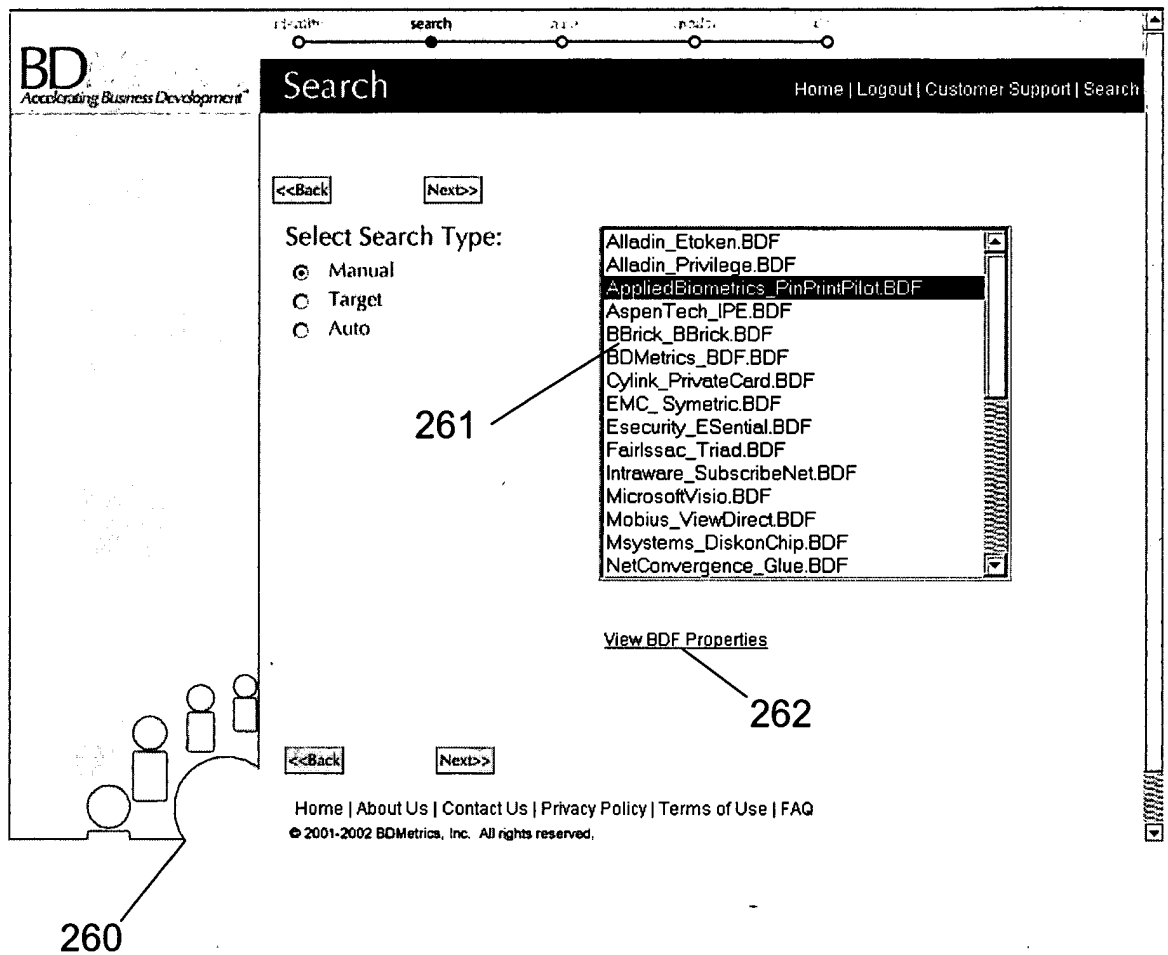 search
BD
Accelerating Business Development
Search
Home | Logout | Customer Support | Search
<<Back Next>>
Select Search Type:
Manual
Target
Auto
Alladin_Etoken.BDF
Alladin_Privilege.BDF
AppliedBiometrics_PinPrintPilot.BDF
AspenTech_IPE.BDF
BBrick_BBrick.BDF
BDMetrics_BDF.BDF
Cylink_PrivateCard.BDF
EMC_ Symetric.BDF
Esecurity_ESential.BDF
FairIssac_Triad.BDF
Intraware_SubscribeNet.BDF
MicrosoftVisio.BDF
Mobius_ViewDirect.BDF
Msystems_DiskonChip.BDF
NetConvergence_Glue.BDF
261
View BDF Properties
262
<<Back Next>>
Home | About Us | Contact Us | Privacy Policy | Terms of Use | FAQ
© 2001-2002 BDMetrics, Inc. All rights reserved.
260